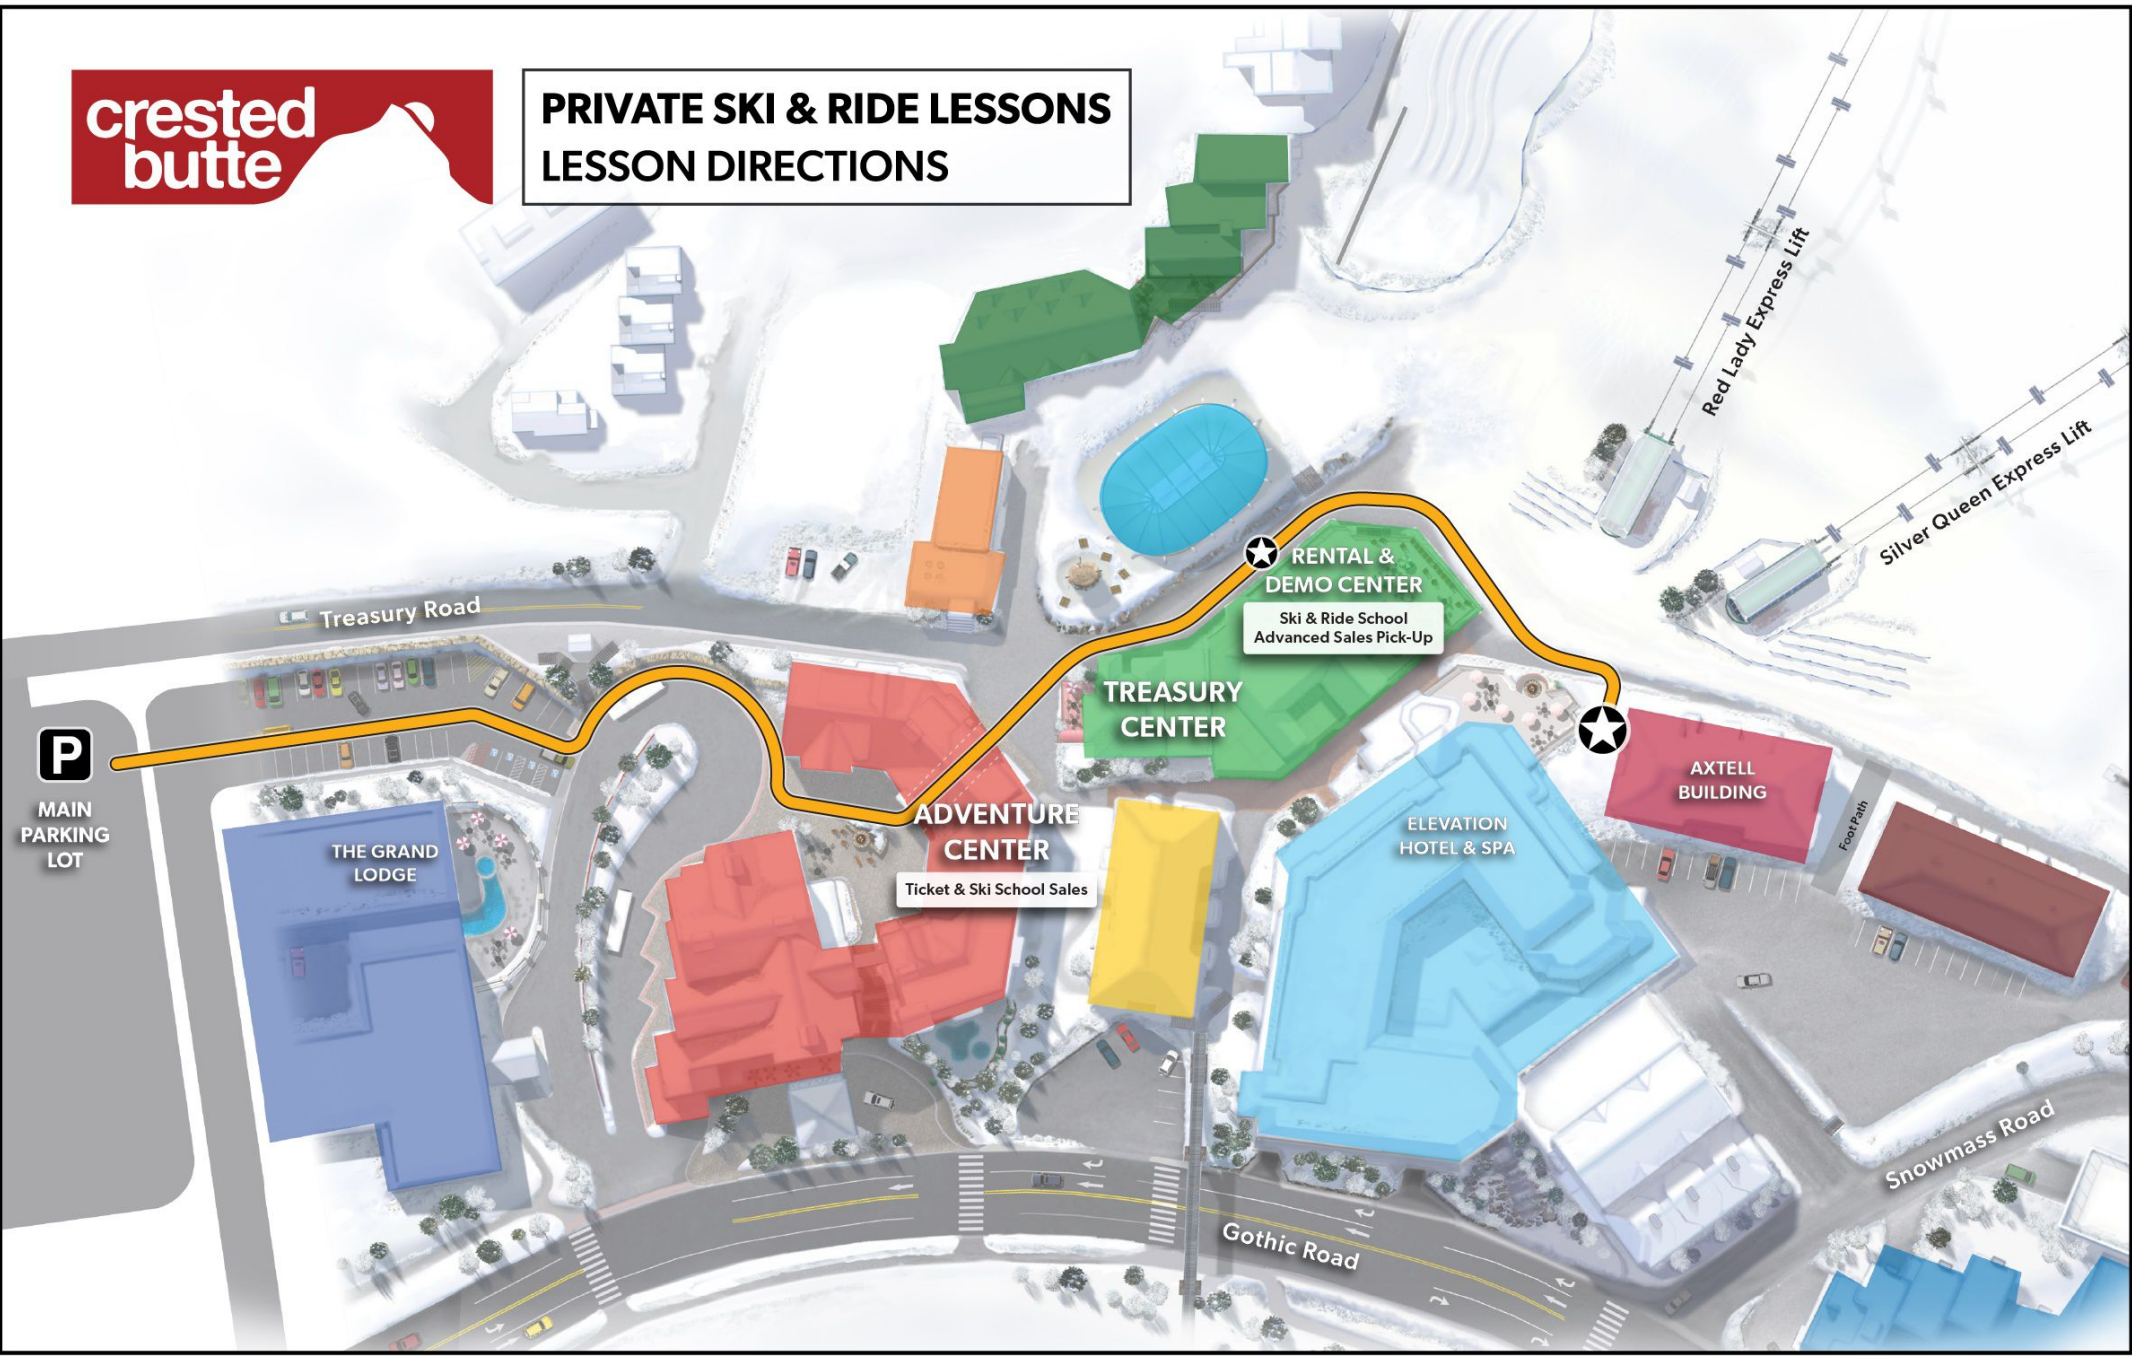 crested
butte
PRIVATE SKI & RIDE LESSONS
LESSON DIRECTIONS
Red Lady Express Lift
Silver Queen Express Lift
Treasury Road
RENTAL &
DEMO CENTER
Ski & Ride School
Advanced Sales Pick-Up
TREASURY
CENTER
P
MAIN
PARKING
LOT
THE GRAND
LODGE
ADVENTURE
CENTER
Ticket & Ski School Sales
ELEVATION
HOTEL & SPA
AXTELL
BUILDING
Foot Path
Snowmass Road
Gothic Road